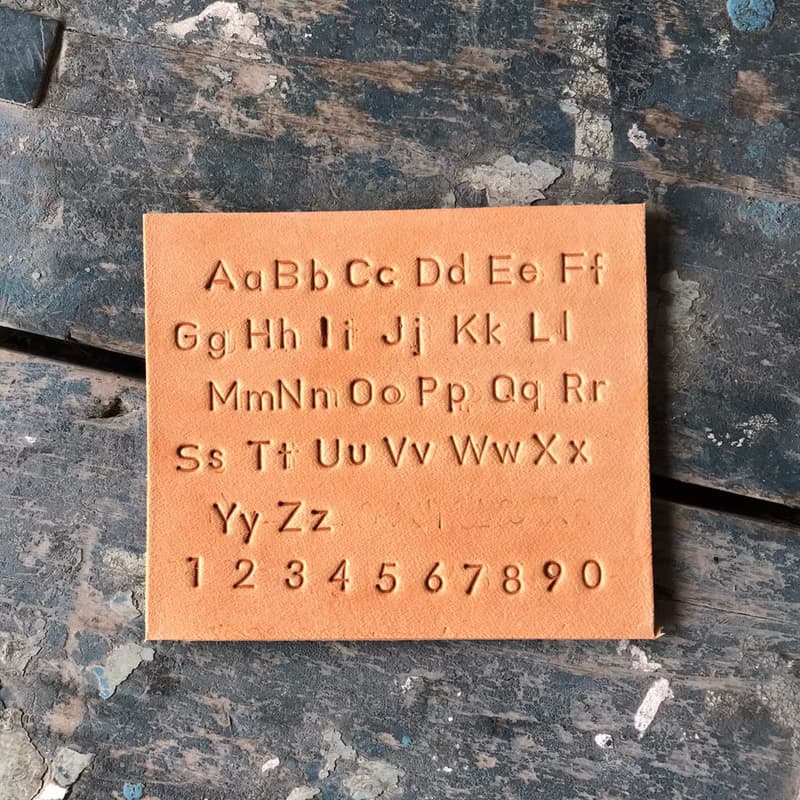 Aa Bb Cc Dd Ee Ff
Gg Hh Ii Jj Kk Ll
Mm Nn Oo Pp Qq Rr
Ss Tt Uu Vv Ww Xx
Yy Zz
1 2 3 4 5 6 7 8 9 0